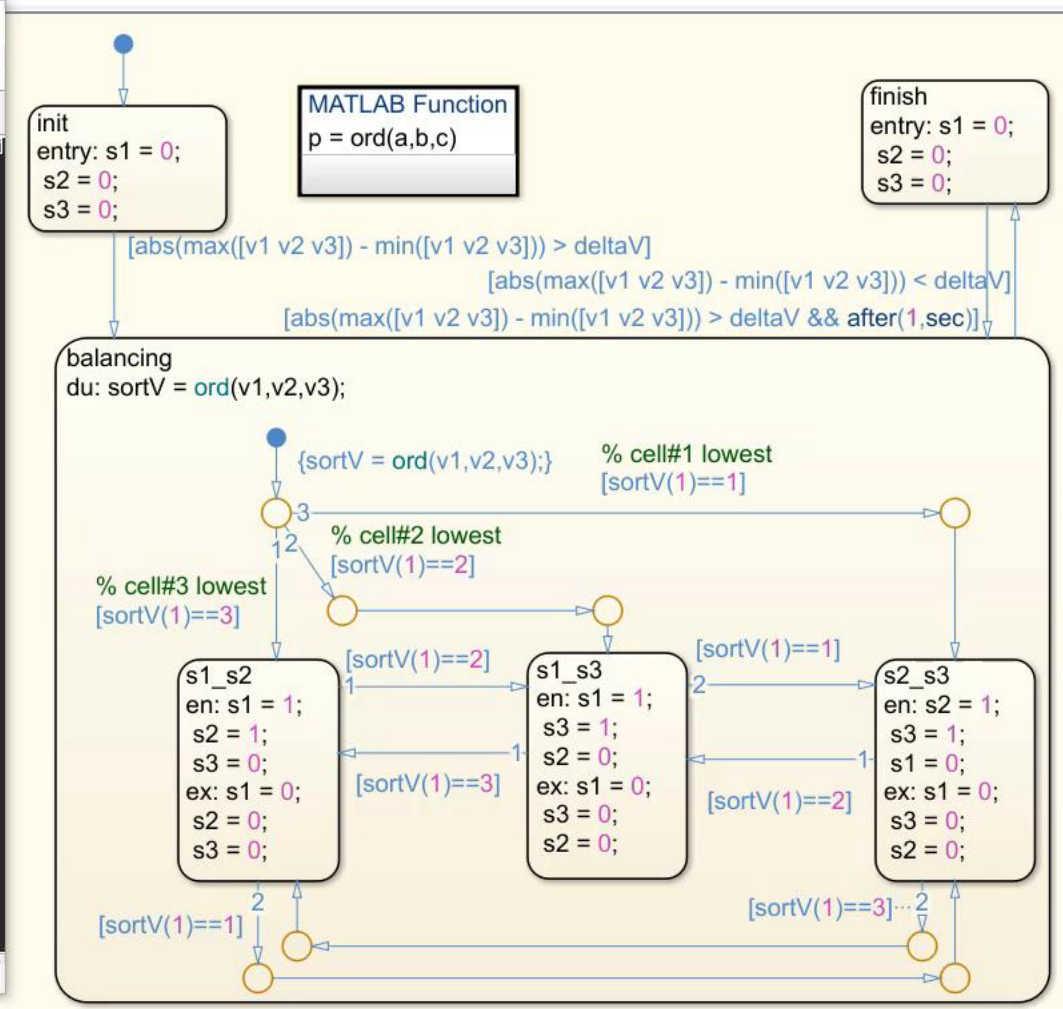 MATLAB Function
p = ord(a,b,c)
init
entry: s1 = 0;
s2 = 0;
s3 = 0;
finish
entry: s1 = 0;
s2 = 0;
s3 = 0;
[abs(max([v1 v2 v3]) - min([v1 v2 v3])) > deltaV]
[abs(max([v1 v2 v3]) - min([v1 v2 v3])) < deltaV]
[abs(max([v1 v2 v3]) - min([v1 v2 v3])) > deltaV && after(1,sec)]
balancing
du: sortV = ord(v1,v2,v3);
{sortV = ord(v1,v2,v3);}
% cell#1 lowest
[sortV(1)==1]
3
1
2
% cell#2 lowest
[sortV(1)==2]
% cell#3 lowest
[sortV(1)==3]
s1_s2
en: s1 = 1;
s2 = 1;
s3 = 0;
ex: s1 = 0;
s2 = 0;
s3 = 0;
[sortV(1)==2]
1
1
[sortV(1)==3]
s1_s3
en: s1 = 1;
s3 = 1;
s2 = 0;
ex: s1 = 0;
s3 = 0;
s2 = 0;
[sortV(1)==1]
2
1
[sortV(1)==2]
s2_s3
en: s2 = 1;
s3 = 1;
s1 = 0;
ex: s1 = 0;
s3 = 0;
s2 = 0;
2
[sortV(1)==1]
[sortV(1)==3]
2